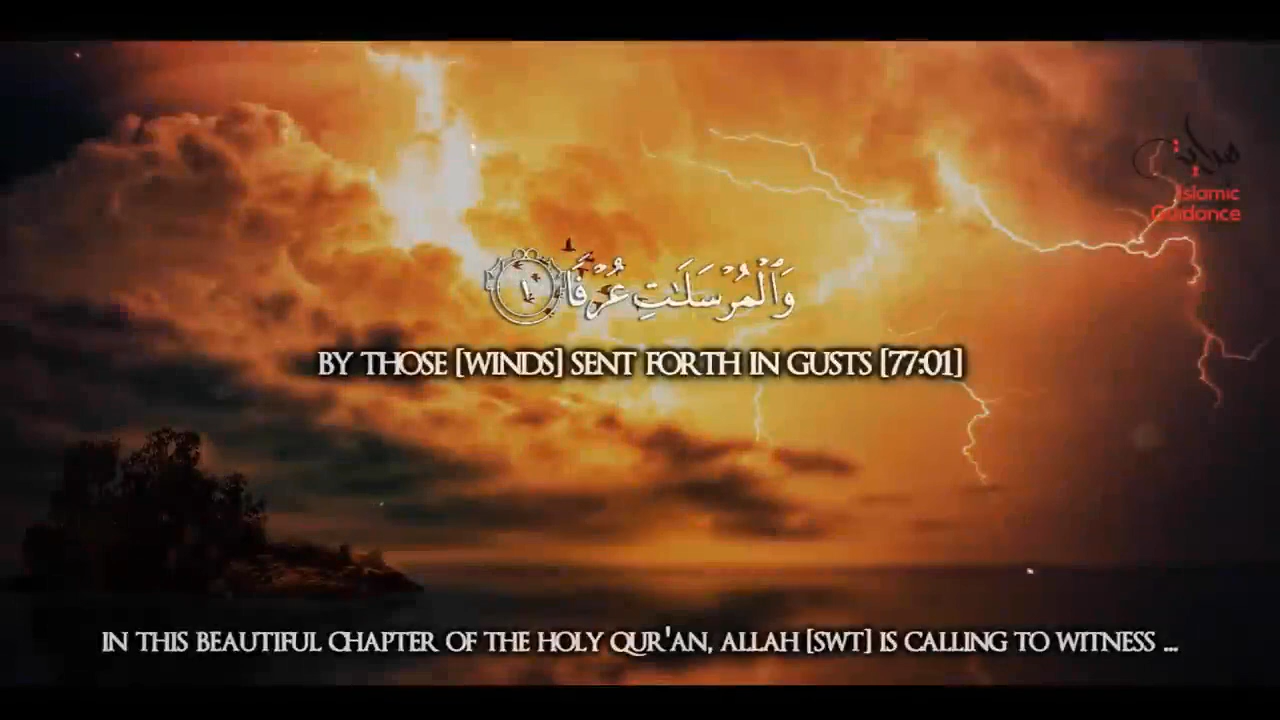 وَٱلْمُرْسَلَـٰتِ عُرْفًا ١
BY THOSE [WINDS] SENT FORTH IN GUSTS [77:01]
IN THIS BEAUTIFUL CHAPTER OF THE HOLY QUR'AN, ALLAH [SWT] IS CALLING TO WITNESS ...
هداية
Islamic
Guidance